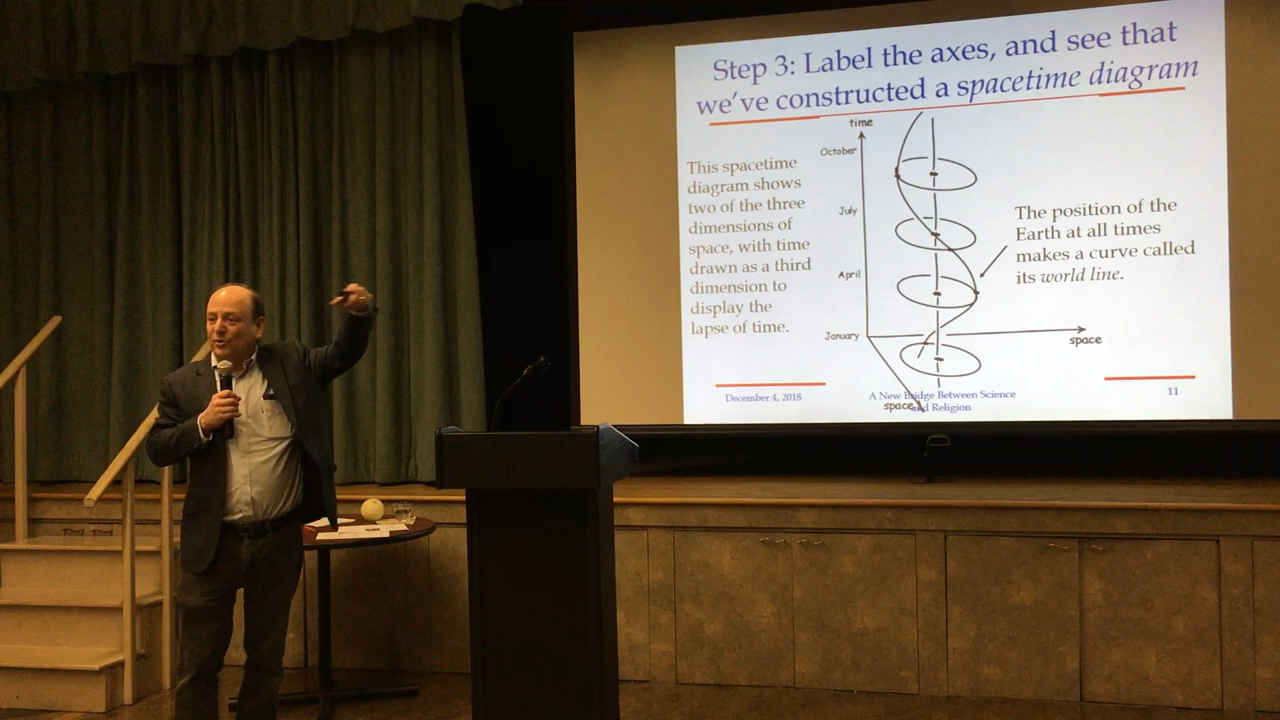 Step 3: Label the axes, and see that
we've constructed a spacetime diagram
This spacetime
diagram shows
two of the three
dimensions of
space, with time
drawn as a third
dimension to
display the
lapse of time.
time
October
July
April
January
space
space
The position of the
Earth at all times
makes a curve called
its world line.
December 4, 2018
A New Bridge Between Science
and Religion
11